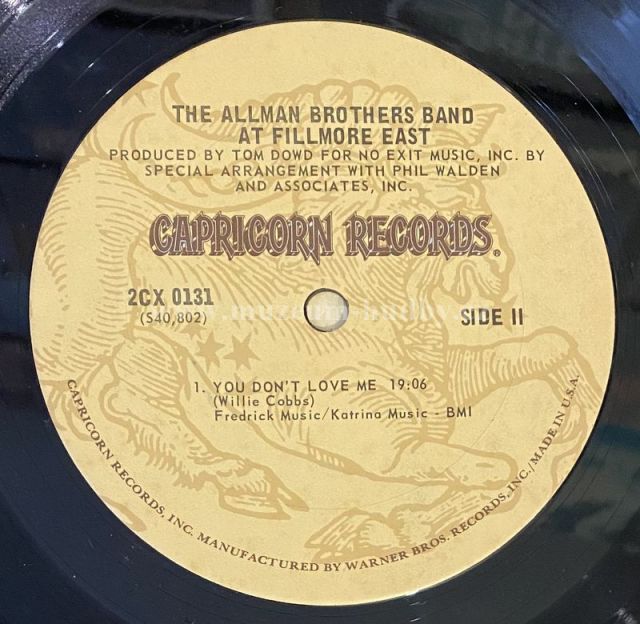 THE ALLMAN BROTHERS BAND
AT FILLMORE EAST
PRODUCED BY TOM DOWD FOR NO EXIT MUSIC, INC. BY
SPECIAL ARRANGEMENT WITH PHIL WALDEN
AND ASSOCIATES, INC.
CAPRICORN RECORDS®
2CX 0131
(S40,802)
SIDE II
1. YOU DON'T LOVE ME 19:06
(Willie Cobbs)
Fredrick Music/Katrina Music - BMI
CAPRICORN RECORDS, INC. MANUFACTURED BY WARNER BROS. RECORDS, INC./MADE IN U.S.A.